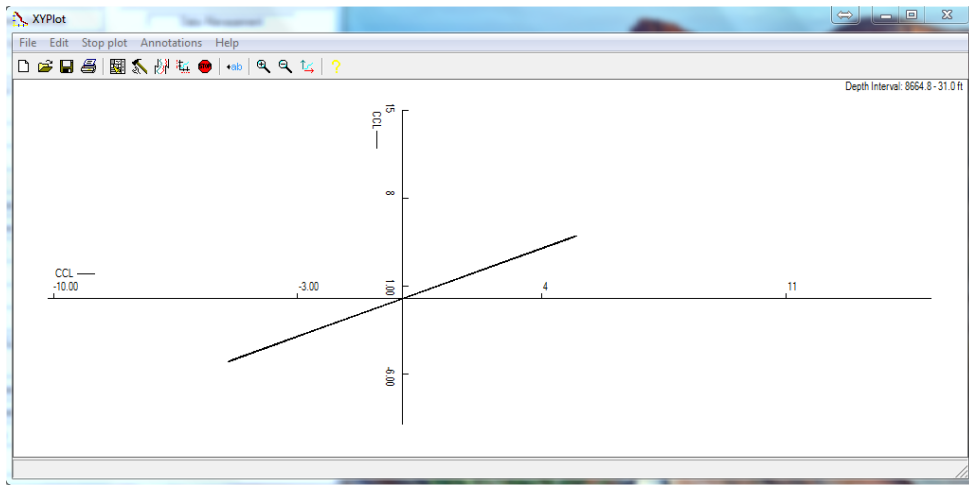 XYPlot
File Edit Stop plot Annotations Help
ab
?
Depth Interval: 8664.8 - 31.0 ft
15
CCL
8
CCL
-10.00
-3.00
1.00
4
11
-6.00